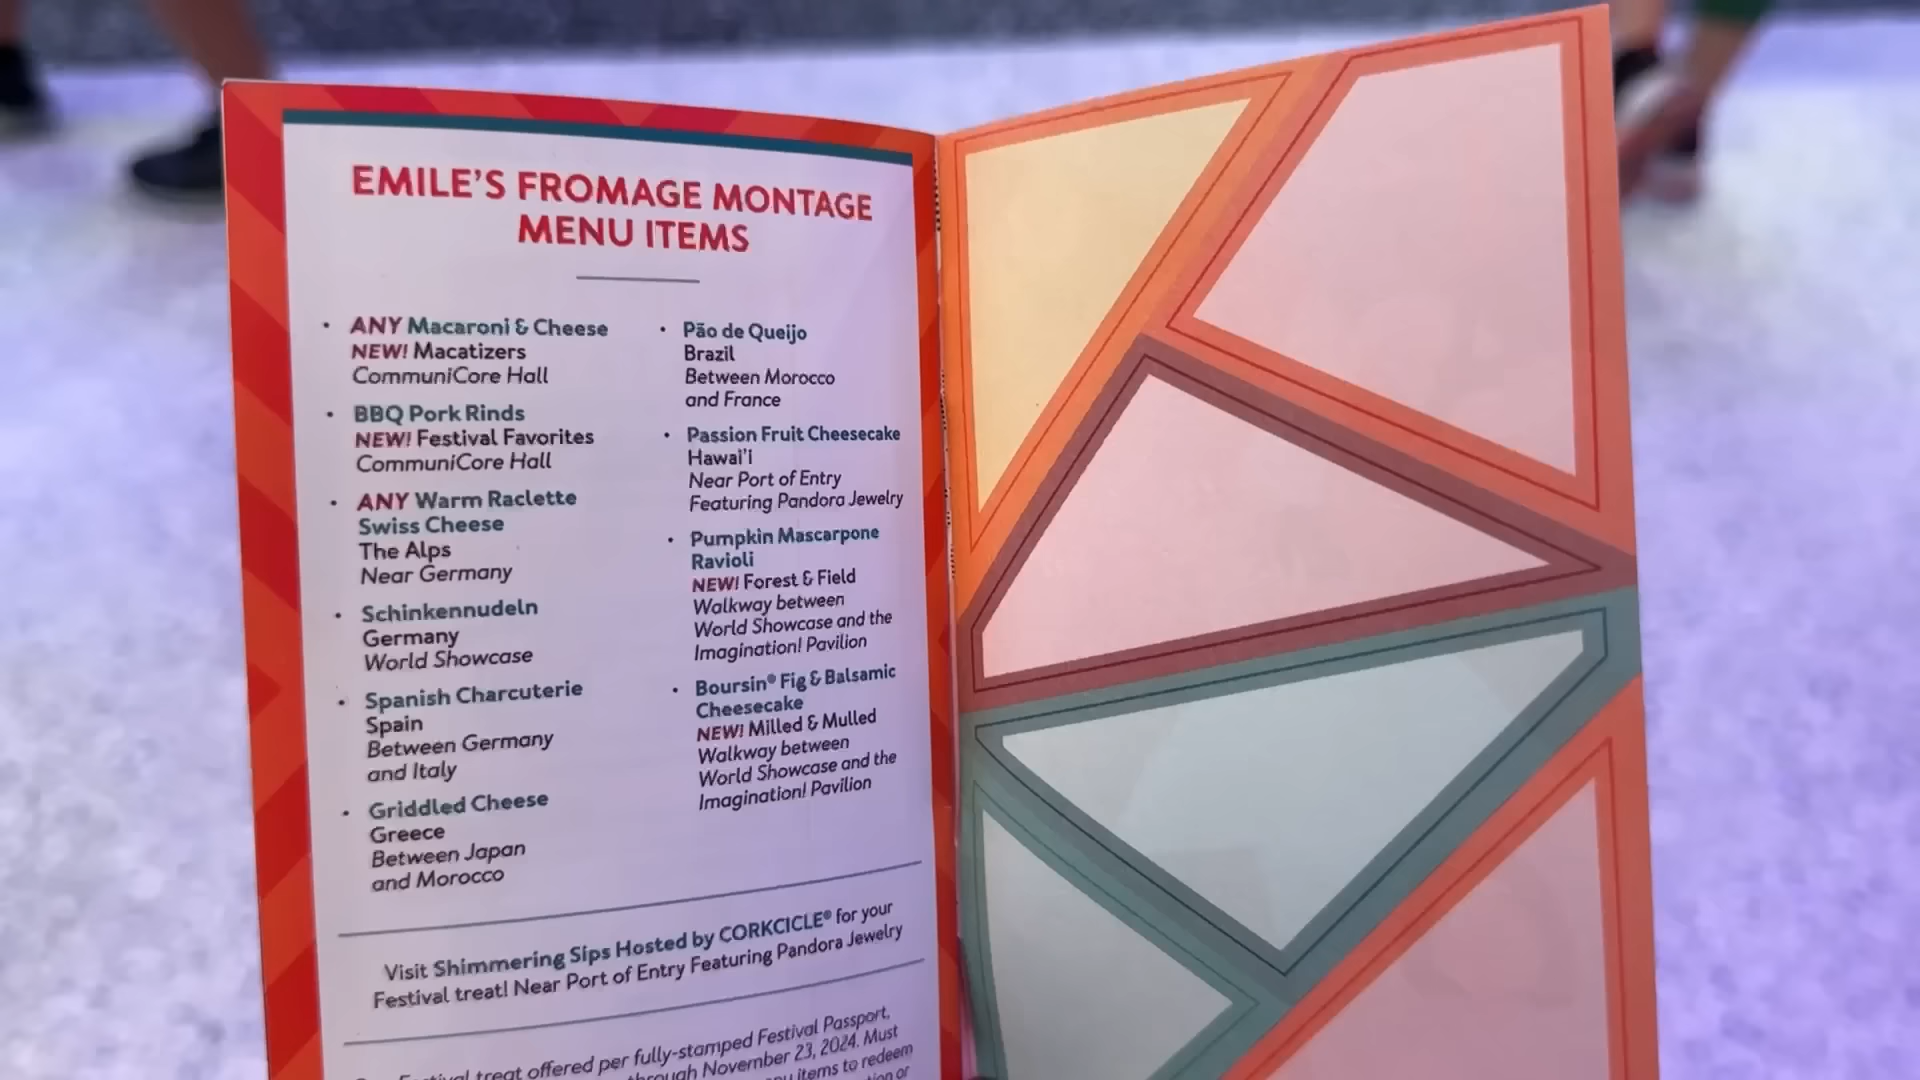 EMILE'S FROMAGE MONTAGE
MENU ITEMS
• ANY Macaroni & Cheese
NEW! Macatizers
CommuniCore Hall
• BBQ Pork Rinds
NEW! Festival Favorites
CommuniCore Hall
• ANY Warm Raclette
Swiss Cheese
The Alps
Near Germany
• Schinkennudeln
Germany
World Showcase
• Spanish Charcuterie
Spain
Between Germany
and Italy
• Griddled Cheese
Greece
Between Japan
and Morocco
• Pão de Queijo
Brazil
Between Morocco
and France
• Passion Fruit Cheesecake
Hawai'i
Near Port of Entry
Featuring Pandora Jewelry
• Pumpkin Mascarpone
Ravioli
NEW! Forest & Field
Walkway between
World Showcase and the
Imagination! Pavilion
• Boursin® Fig & Balsamic
Cheesecake
NEW! Milled & Mulled
Walkway between
World Showcase and the
Imagination! Pavilion
Visit Shimmering Sips Hosted by CORKCICLE® for your
Festival treat! Near Port of Entry Featuring Pandora Jewelry
Festival treat offered per fully-stamped Festival Passport,
through November 23, 2024. Must
items to redeem
or